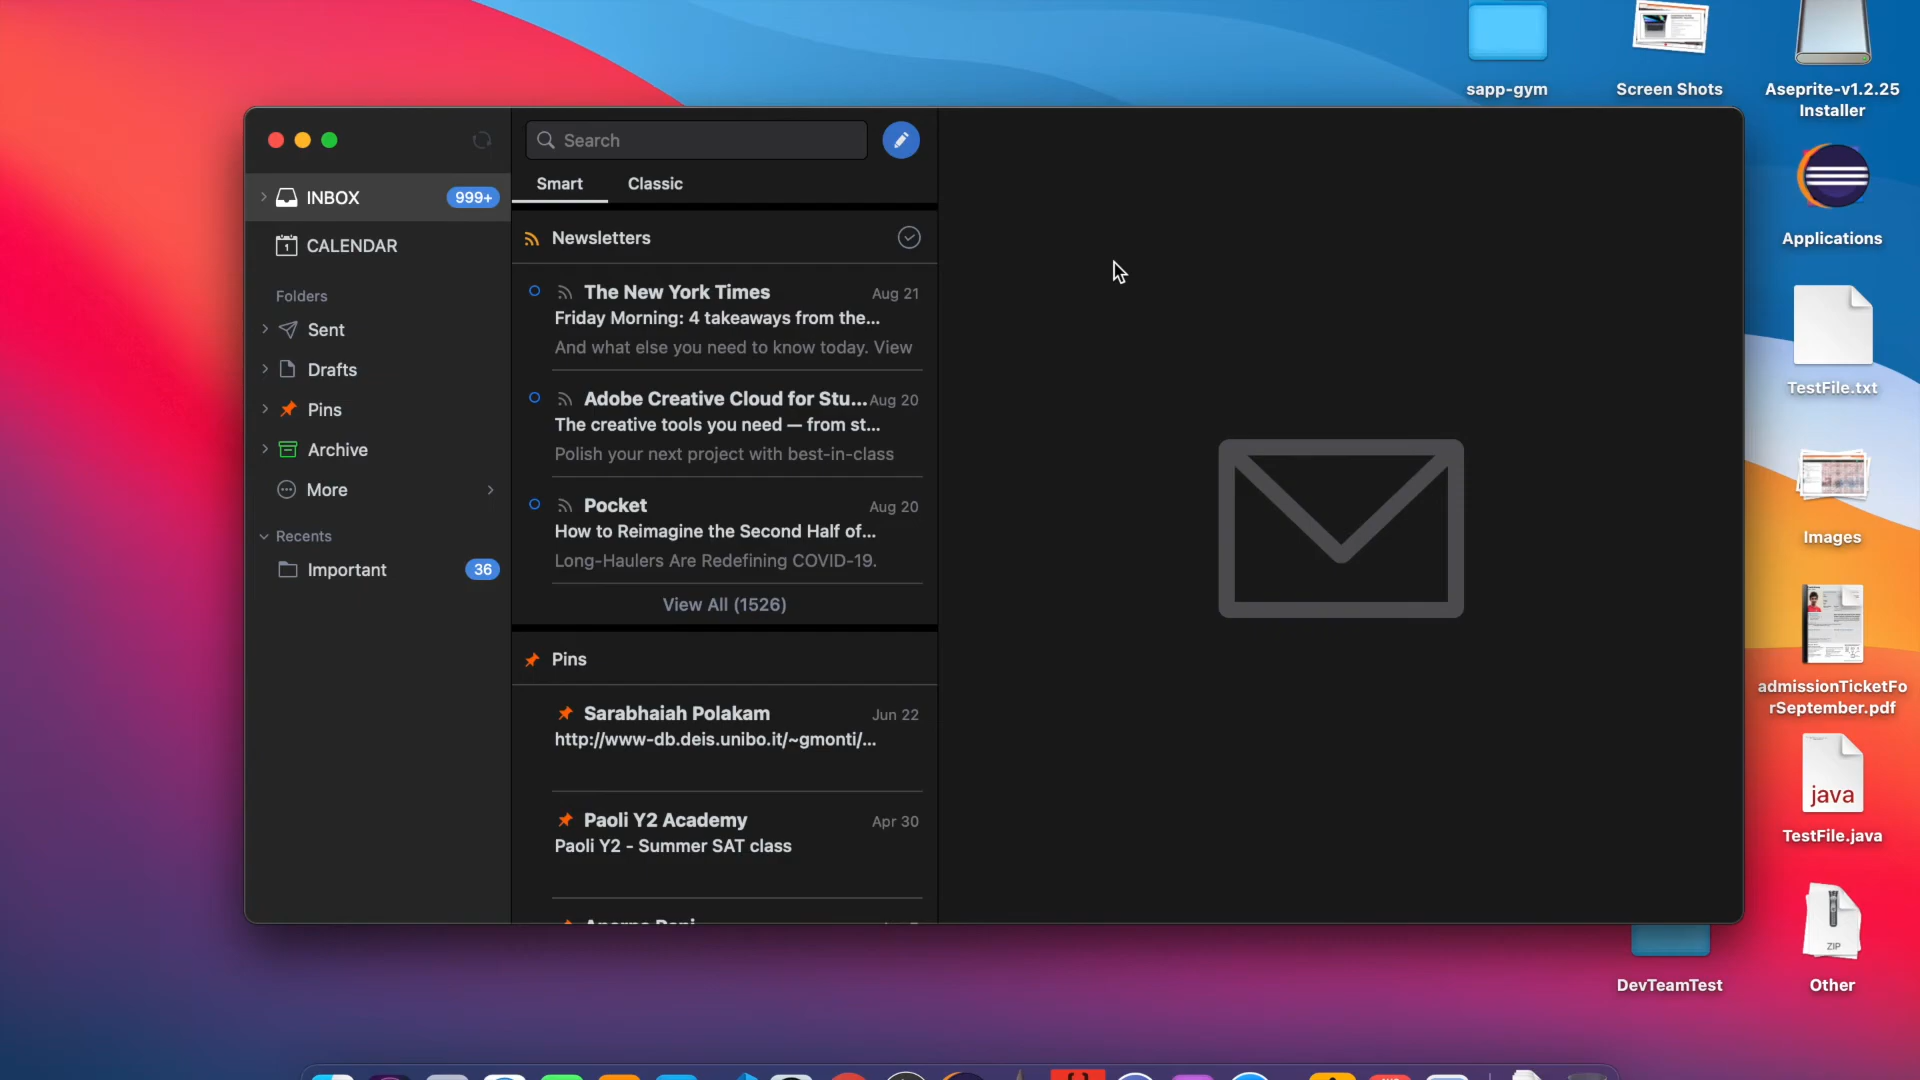 sapp-gym
Screen Shots
Aseprite-v1.2.25
Installer
Search
Smart
Classic
INBOX
999+
1
CALENDAR
Folders
Sent
Drafts
Pins
Archive
More
Recents
Important
36
Newsletters
The New York Times
Aug 21
Friday Morning: 4 takeaways from the...
And what else you need to know today. View
Adobe Creative Cloud for Stu...
Aug 20
The creative tools you need — from st...
Polish your next project with best-in-class
Pocket
Aug 20
How to Reimagine the Second Half of...
Long-Haulers Are Redefining COVID-19.
View All (1526)
Pins
Sarabhaiah Polakam
Jun 22
http://www-db.deis.unibo.it/~gmonti/...
Paoli Y2 Academy
Apr 30
Paoli Y2 - Summer SAT class
Applications
TestFile.txt
Images
admissionTicketFo
rSeptember.pdf
java
TestFile.java
ZIP
Other
DevTeamTest